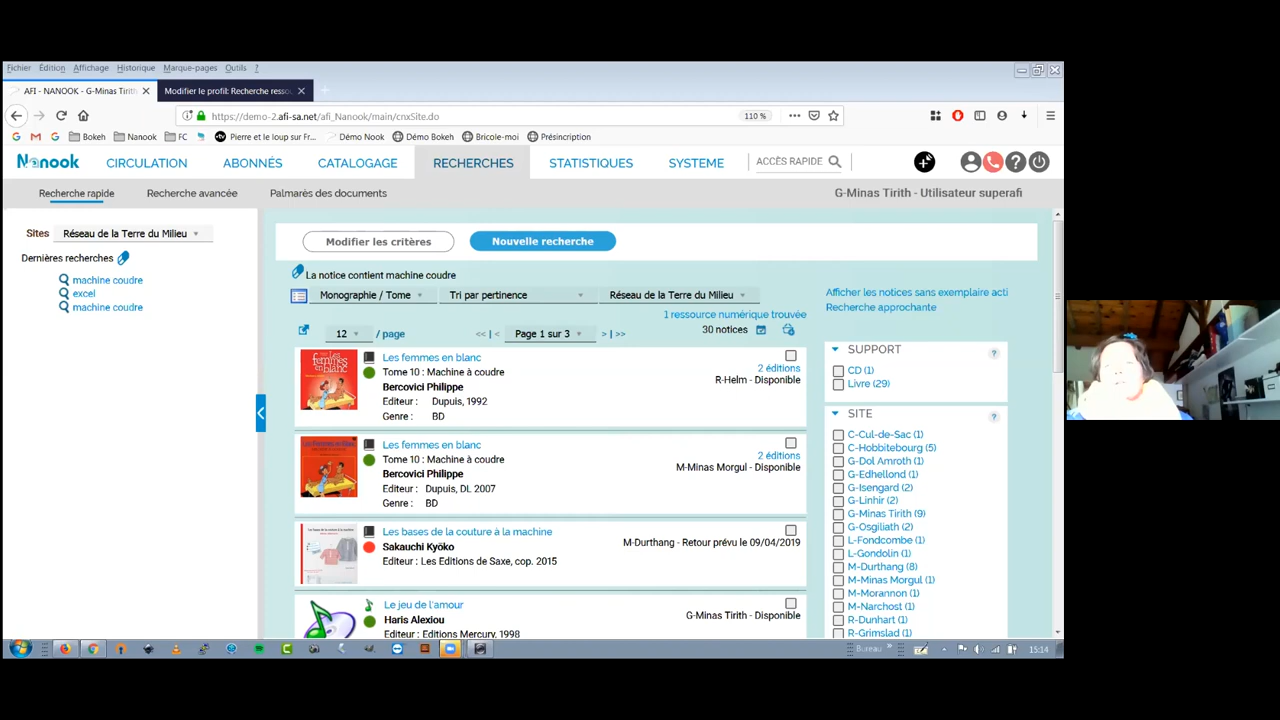 Fichier Édition Affichage Historique Marque-pages Outils ?
AFI - NANOOK - G-Minas Tirith
Modifier le profil: Recherche resso
https://demo-2.afi-sa.net/afi_Nanook/main/cnxSite.do
110 %
Bokeh Nanook FC Pierre et le loup sur Fr... Démo Nook Démo Bokeh Bricole-moi Présincription
Nanook CIRCULATION ABONNÉS CATALOGAGE RECHERCHES STATISTIQUES SYSTEME ACCÈS RAPIDE
Recherche rapide Recherche avancée Palmarès des documents G-Minas Tirith - Utilisateur superafi
Sites Réseau de la Terre du Milieu
Dernières recherches
machine coudre
excel
machine coudre
Modifier les critères Nouvelle recherche
La notice contient machine coudre
Monographie / Tome Tri par pertinence Réseau de la Terre du Milieu
1 ressource numérique trouvée
12 / page << | < Page 1 sur 3 > | >> 30 notices
Les femmes en blanc
Tome 10 : Machine à coudre
Bercovici Philippe
Editeur : Dupuis, 1992
Genre : BD
2 éditions
R-Helm - Disponible
Les femmes en blanc
Tome 10 : Machine à coudre
Bercovici Philippe
Editeur : Dupuis, DL 2007
Genre : BD
2 éditions
M-Minas Morgul - Disponible
Les bases de la couture à la machine
Sakauchi Kyōko
Editeur : Les Editions de Saxe, cop. 2015
M-Durthang - Retour prévu le 09/04/2019
Le jeu de l'amour
Haris Alexiou
Editeur : Editions Mercury, 1998
G-Minas Tirith - Disponible
Afficher les notices sans exemplaire acti
Recherche approchante
SUPPORT ?
CD (1)
Livre (29)
SITE ?
C-Cul-de-Sac (1)
C-Hobbitebourg (5)
G-Dol Amroth (1)
G-Edhellond (1)
G-Isengard (2)
G-Linhir (2)
G-Minas Tirith (9)
G-Osgiliath (2)
L-Fondcombe (1)
L-Gondolin (1)
M-Durthang (8)
M-Minas Morgul (1)
M-Morannon (1)
M-Narchost (1)
R-Dunhart (1)
R-Grimslad (1)
Bureau » 15:14